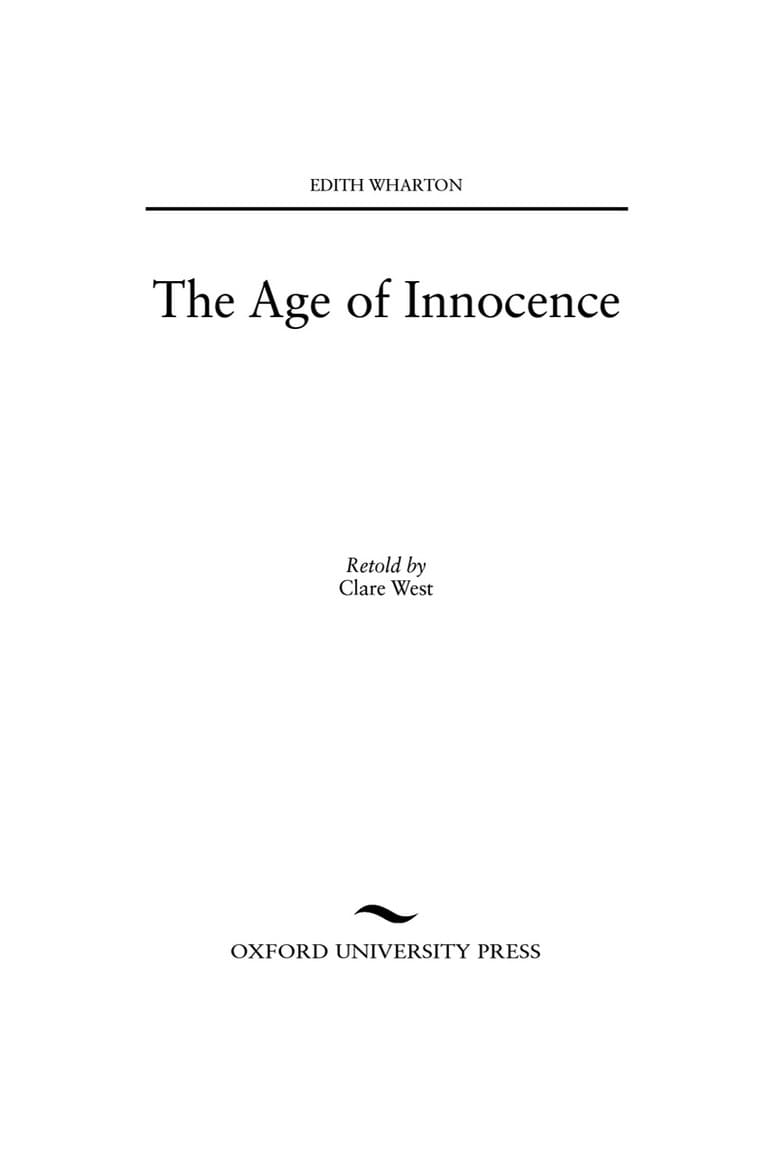 EDITH WHARTON
The Age of Innocence
Retold by
Clare West
OXFORD UNIVERSITY PRESS